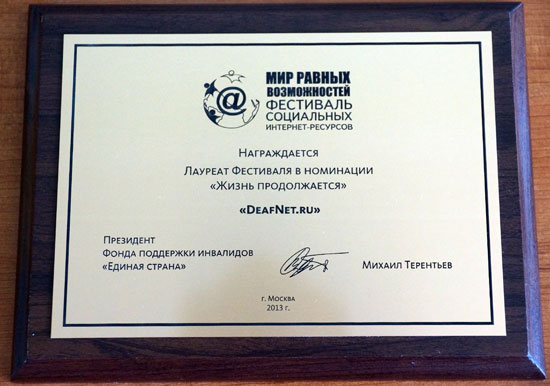 @
МИР РАВНЫХ
ВОЗМОЖНОСТЕЙ
ФЕСТИВАЛЬ
СОЦИАЛЬНЫХ
ИНТЕРНЕТ-РЕСУРСОВ
НАГРАЖДАЕТСЯ
ЛАУРЕАТ ФЕСТИВАЛЯ В НОМИНАЦИИ
«ЖИЗНЬ ПРОДОЛЖАЕТСЯ»
«DEAFNET.RU»
ПРЕЗИДЕНТ
ФОНДА ПОДДЕРЖКИ ИНВАЛИДОВ
«ЕДИНАЯ СТРАНА»
МИХАИЛ ТЕРЕНТЬЕВ
г. Москва
2013 г.